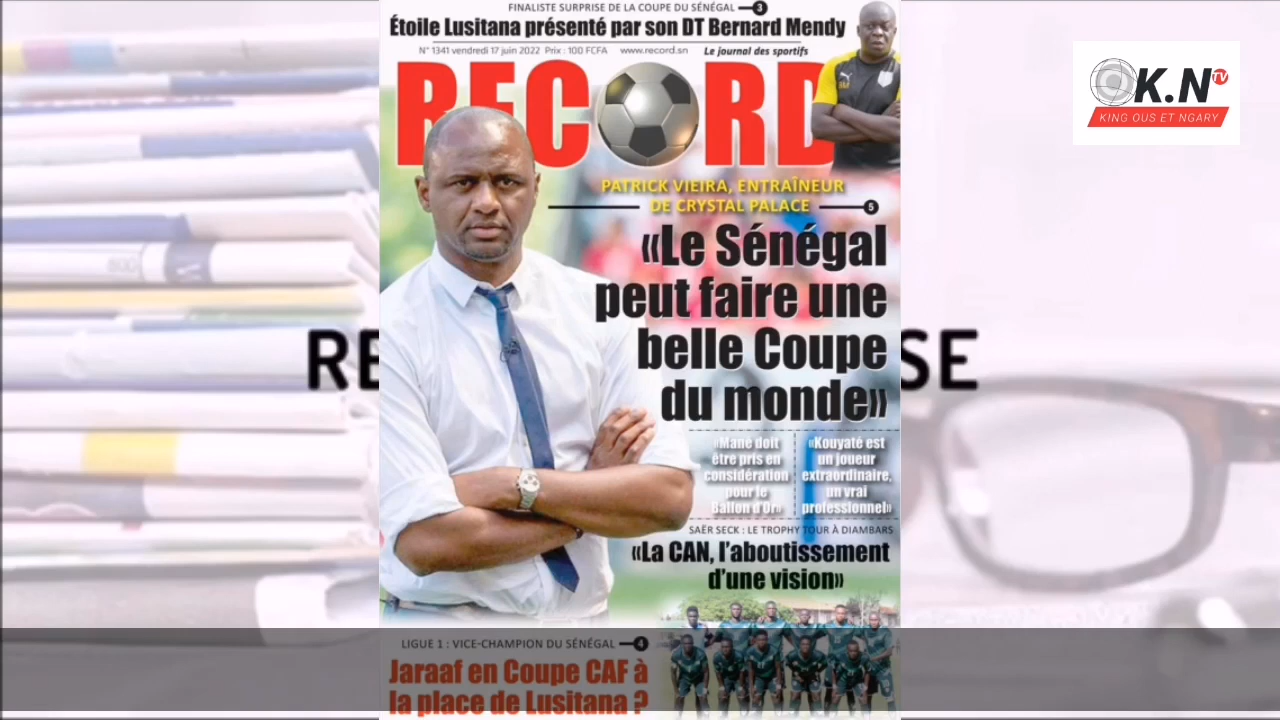 FINALISTE SURPRISE DE LA COUPE DU SÉNÉGAL 3
Étoile Lusitana présenté par son DT Bernard Mendy
N° 1341 vendredi 17 juin 2022 Prix : 100 FCFA www.record.sn Le journal des sportifs
RECORD
K.N TV
KING OUS ET NGARY
PATRICK VIEIRA, ENTRAÎNEUR
DE CRYSTAL PALACE 5
«Le Sénégal
peut faire une
belle Coupe
du monde»
«Mané doit
être pris en
considération
pour le
Ballon d'Or»
«Kouyaté est
un joueur
extraordinaire,
un vrai
professionnel»
SAËR SECK : LE TROPHY TOUR À DIAMBARS
«La CAN, l'aboutissement
d'une vision»
LIGUE 1 : VICE-CHAMPION DU SÉNÉGAL 4
Jaraaf en Coupe CAF à
la place de Lusitana ?